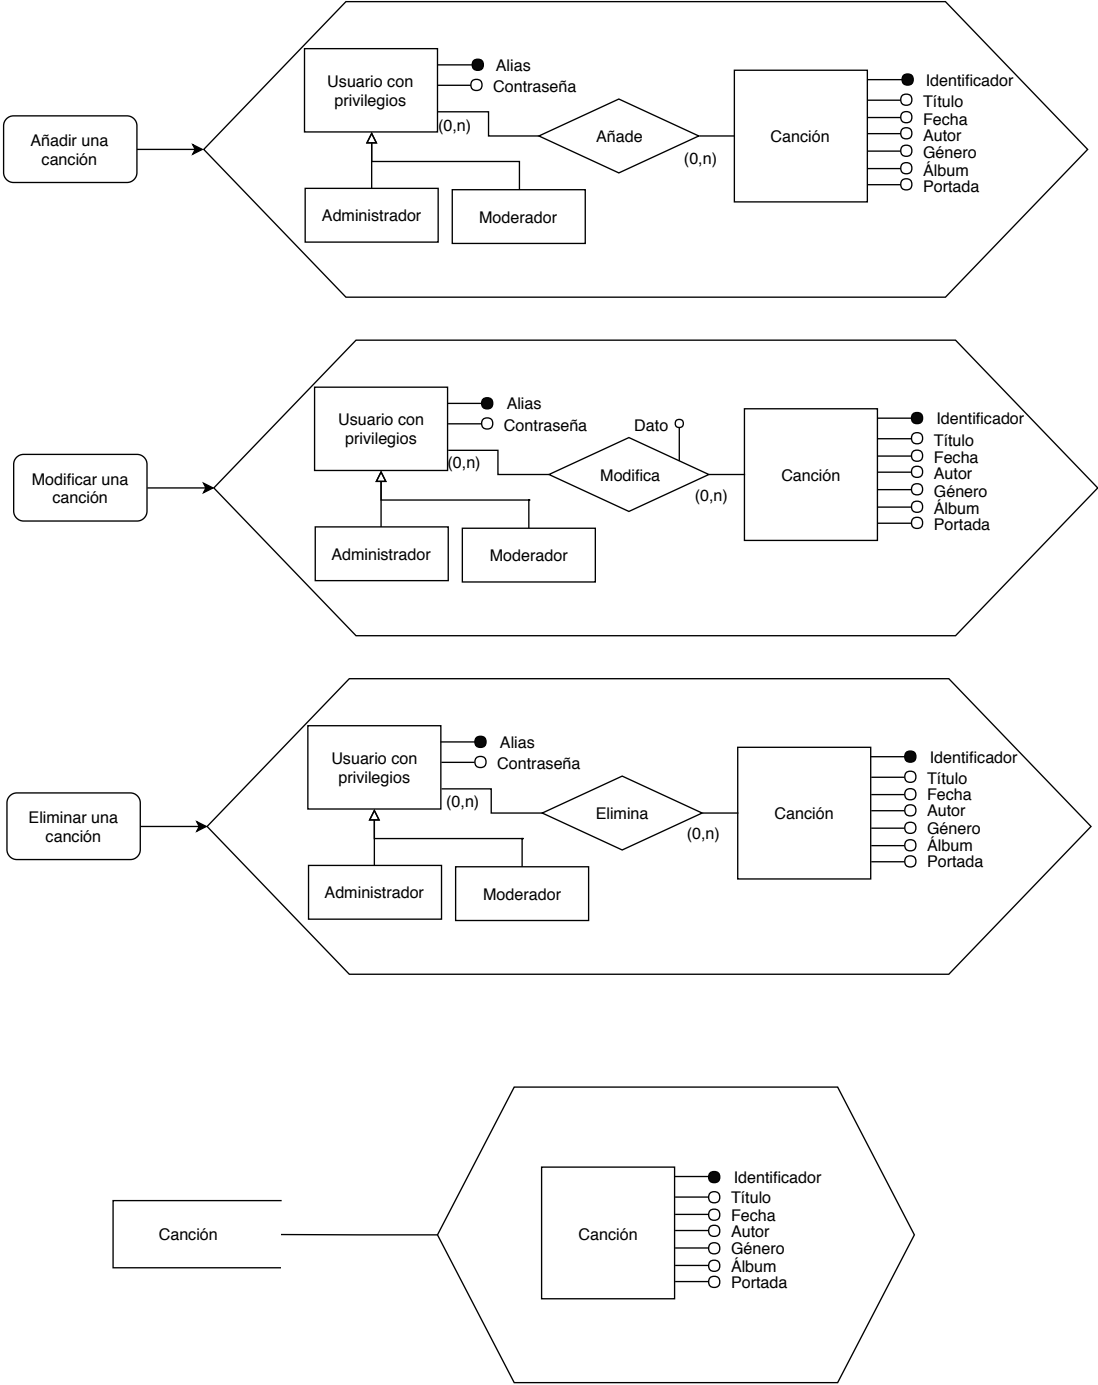 Añadir una
canción
Usuario con
privilegios
Alias
Contraseña
(0,n)
Añade
(0,n)
Canción
Identificador
Título
Fecha
Autor
Género
Álbum
Portada
Administrador
Moderador
Modificar una
canción
Usuario con
privilegios
Alias
Contraseña
(0,n)
Dato
Modifica
(0,n)
Canción
Identificador
Título
Fecha
Autor
Género
Álbum
Portada
Administrador
Moderador
Eliminar una
canción
Usuario con
privilegios
Alias
Contraseña
(0,n)
Elimina
(0,n)
Canción
Identificador
Título
Fecha
Autor
Género
Álbum
Portada
Administrador
Moderador
Canción
Canción
Identificador
Título
Fecha
Autor
Género
Álbum
Portada